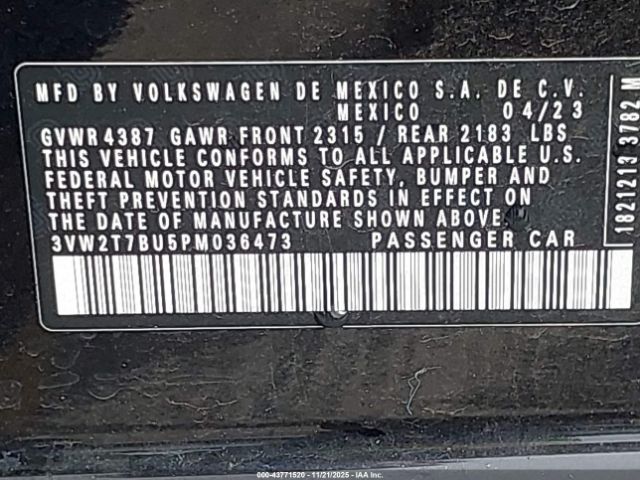 MFD BY VOLKSWAGEN DE MEXICO S.A. DE C.V.
MEXICO 04/23
GVWR 4387 GAWR FRONT 2315 / REAR 2183 LBS
THIS VEHICLE CONFORMS TO ALL APPLICABLE U.S.
FEDERAL MOTOR VEHICLE SAFETY, BUMPER AND
THEFT PREVENTION STANDARDS IN EFFECT ON
THE DATE OF MANUFACTURE SHOWN ABOVE.
3VW2T7BU5PM036473 PASSENGER CAR
1821213 3782 M
000-43771520 - 11/21/2025 - IAAI, Inc.